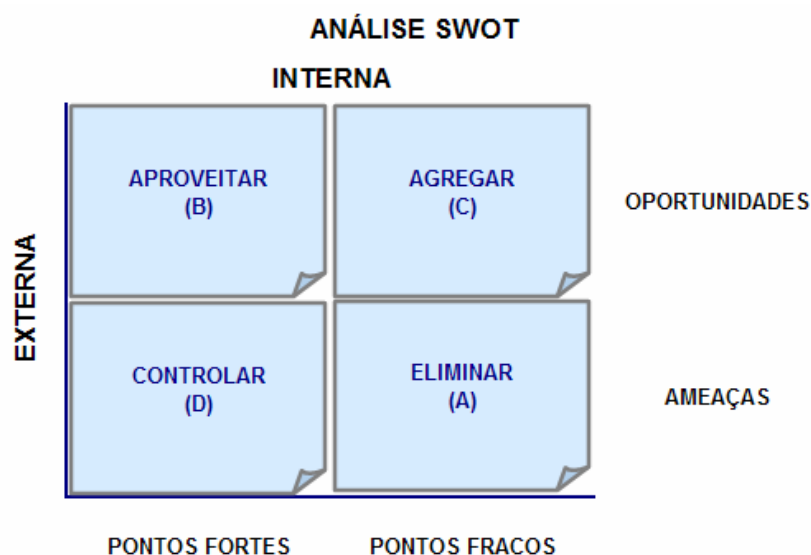 ANÁLISE SWOT
INTERNA
EXTERNA
APROVEITAR
(B)
AGREGAR
(C)
OPORTUNIDADES
CONTROLAR
(D)
ELIMINAR
(A)
AMEAÇAS
PONTOS FORTES
PONTOS FRACOS